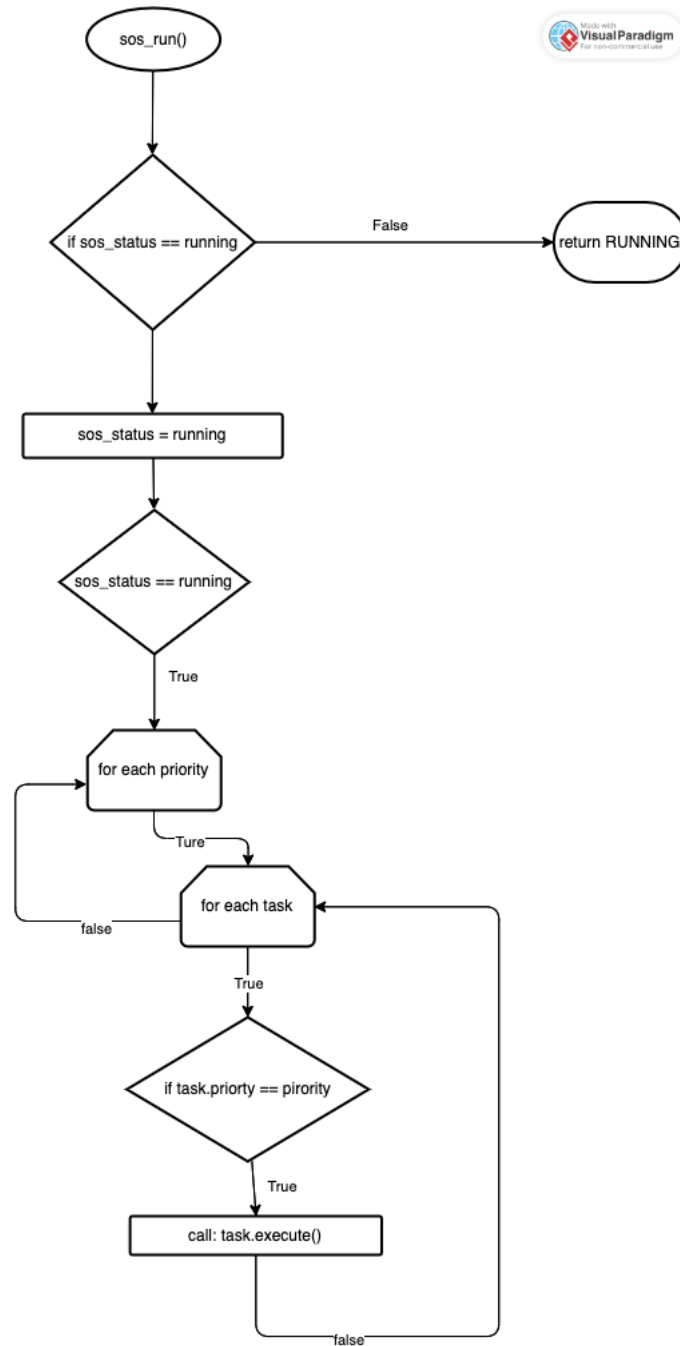 sos_run()
Made with
Visual Paradigm
For non-commercial use
if sos_status == running
False
return RUNNING
sos_status = running
sos_status == running
True
for each priority
Ture
for each task
false
True
if task.priorty == pirority
True
call: task.execute()
false